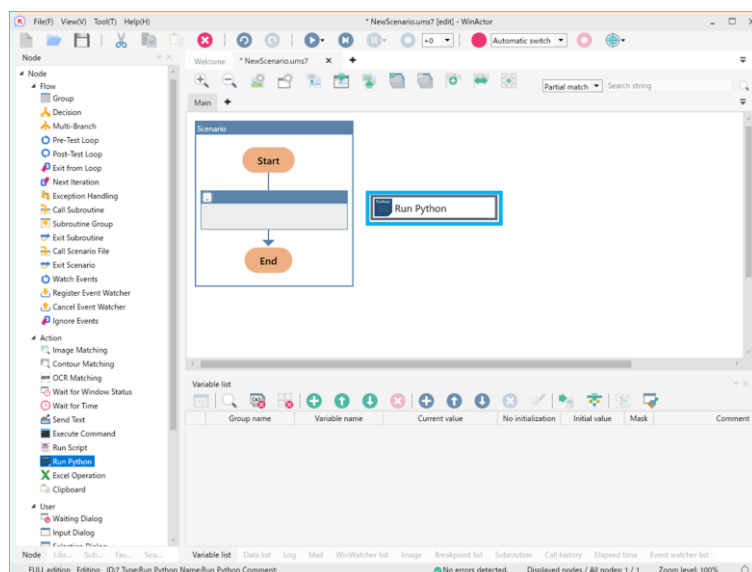 File(F) View(V) Tool(T) Help(H)
* NewScenario.ums7 [edit] - WinActor
+0
Automatic switch
Node
Welcome
* NewScenario.ums7
Partial match
Search string
Main
Node
Flow
Group
Decision
Multi-Branch
Pre-Test Loop
Post-Test Loop
Exit from Loop
Next Iteration
Exception Handling
Call Subroutine
Subroutine Group
Exit Subroutine
Call Scenario File
Exit Scenario
Watch Events
Register Event Watcher
Cancel Event Watcher
Ignore Events
Action
Image Matching
Contour Matching
OCR Matching
Wait for Window Status
Wait for Time
Send Text
Execute Command
Run Script
Run Python
Excel Operation
Clipboard
User
Waiting Dialog
Input Dialog
Selection Dialog
Node Libr... Sub... Fav... Sea...
Scenario
Start
End
Python
Run Python
Variable list
Group name Variable name Current value No initialization Initial value Mask Comment
Variable list Data list Log Mail WinWatcher list Image Breakpoint list Subroutine Call history Elapsed time Event watcher list
FULL edition Editing ID:7 Type:Run Python Name:Run Python Comment:
No errors detected. Displayed nodes / All nodes: 1 / 1 Zoom level: 100%